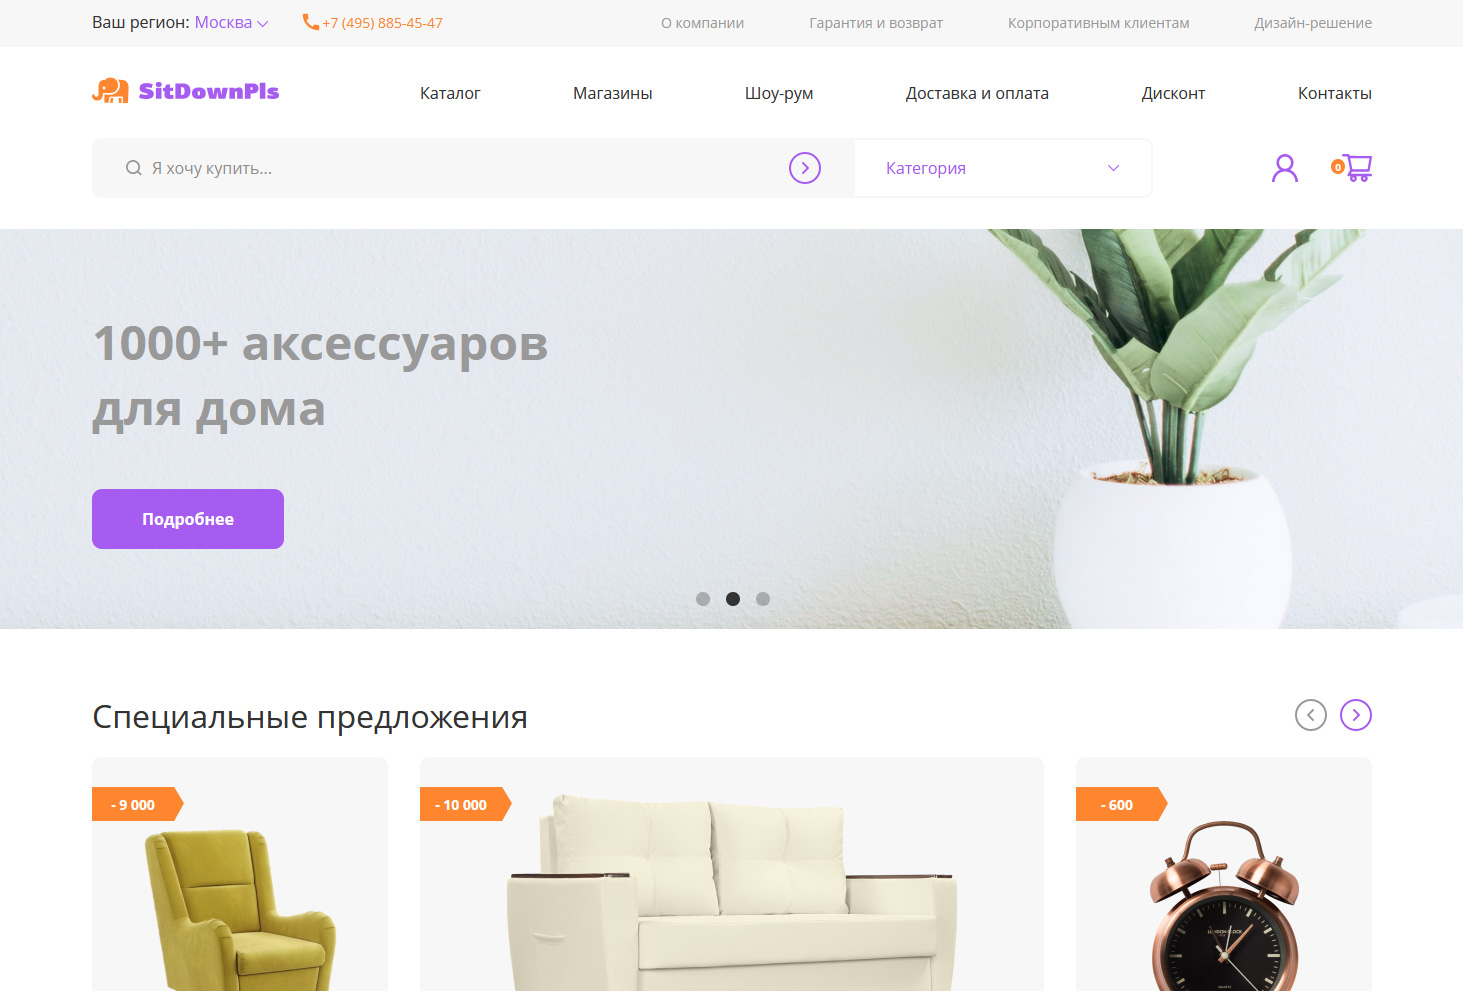 Ваш регион: Москва
+7 (495) 885-45-47
О компании
Гарантия и возврат
Корпоративным клиентам
Дизайн-решение
SitDownPls
Каталог
Магазины
Шоу-рум
Доставка и оплата
Дисконт
Контакты
Я хочу купить...
Категория
0
1000+ аксессуаров
для дома
Подробнее
Специальные предложения
- 9 000
- 10 000
- 600